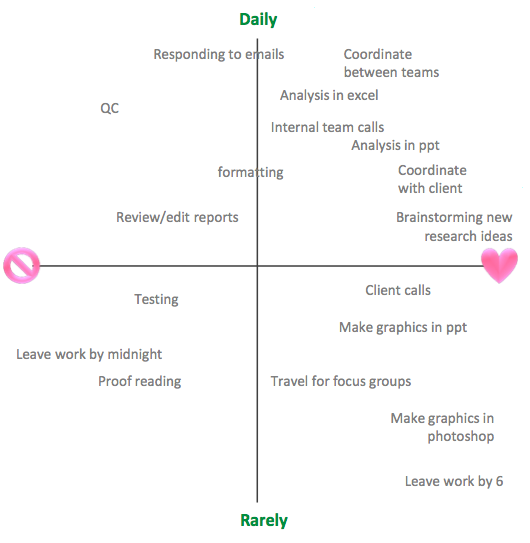 Daily
Responding to emails
Coordinate
between teams
Analysis in excel
QC
Internal team calls
Analysis in ppt
formatting
Coordinate
with client
Review/edit reports
Brainstorming new
research ideas
Client calls
Testing
Make graphics in ppt
Leave work by midnight
Proof reading
Travel for focus groups
Make graphics in
photoshop
Leave work by 6
Rarely